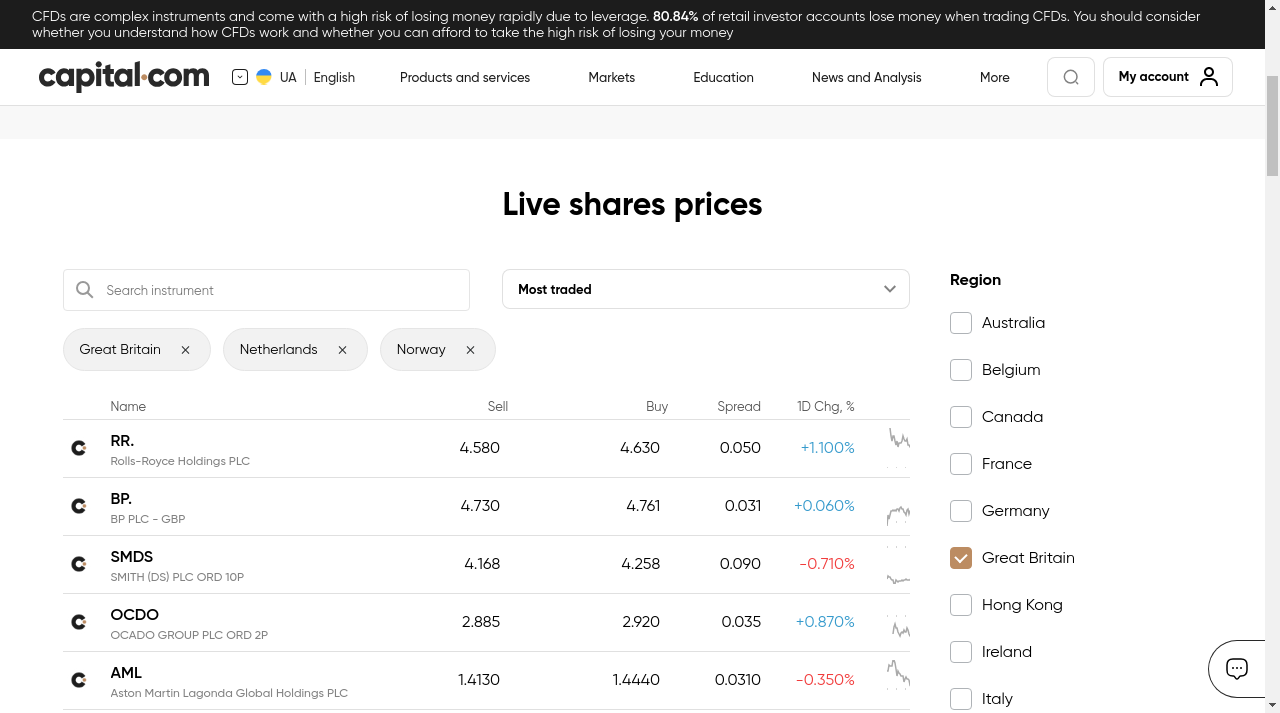 CFDs are complex instruments and come with a high risk of losing money rapidly due to leverage. 80.84% of retail investor accounts lose money when trading CFDs. You should consider
whether you understand how CFDs work and whether you can afford to take the high risk of losing your money
capital.com
UA
English
Products and services
Markets
Education
News and Analysis
More
My account
Live shares prices
Search instrument
Most traded
Great Britain
Netherlands
Norway
Name Sell Buy Spread 1D Chg, %
RR. 4.580 4.630 0.050 +1.100%
Rolls-Royce Holdings PLC
BP. 4.730 4.761 0.031 +0.060%
BP PLC - GBP
SMDS 4.168 4.258 0.090 -0.710%
SMITH (DS) PLC ORD 10P
OCDO 2.885 2.920 0.035 +0.870%
OCADO GROUP PLC ORD 2P
AML 1.4130 1.4440 0.0310 -0.350%
Aston Martin Lagonda Global Holdings PLC
Region
Australia
Belgium
Canada
France
Germany
Great Britain
Hong Kong
Ireland
Italy